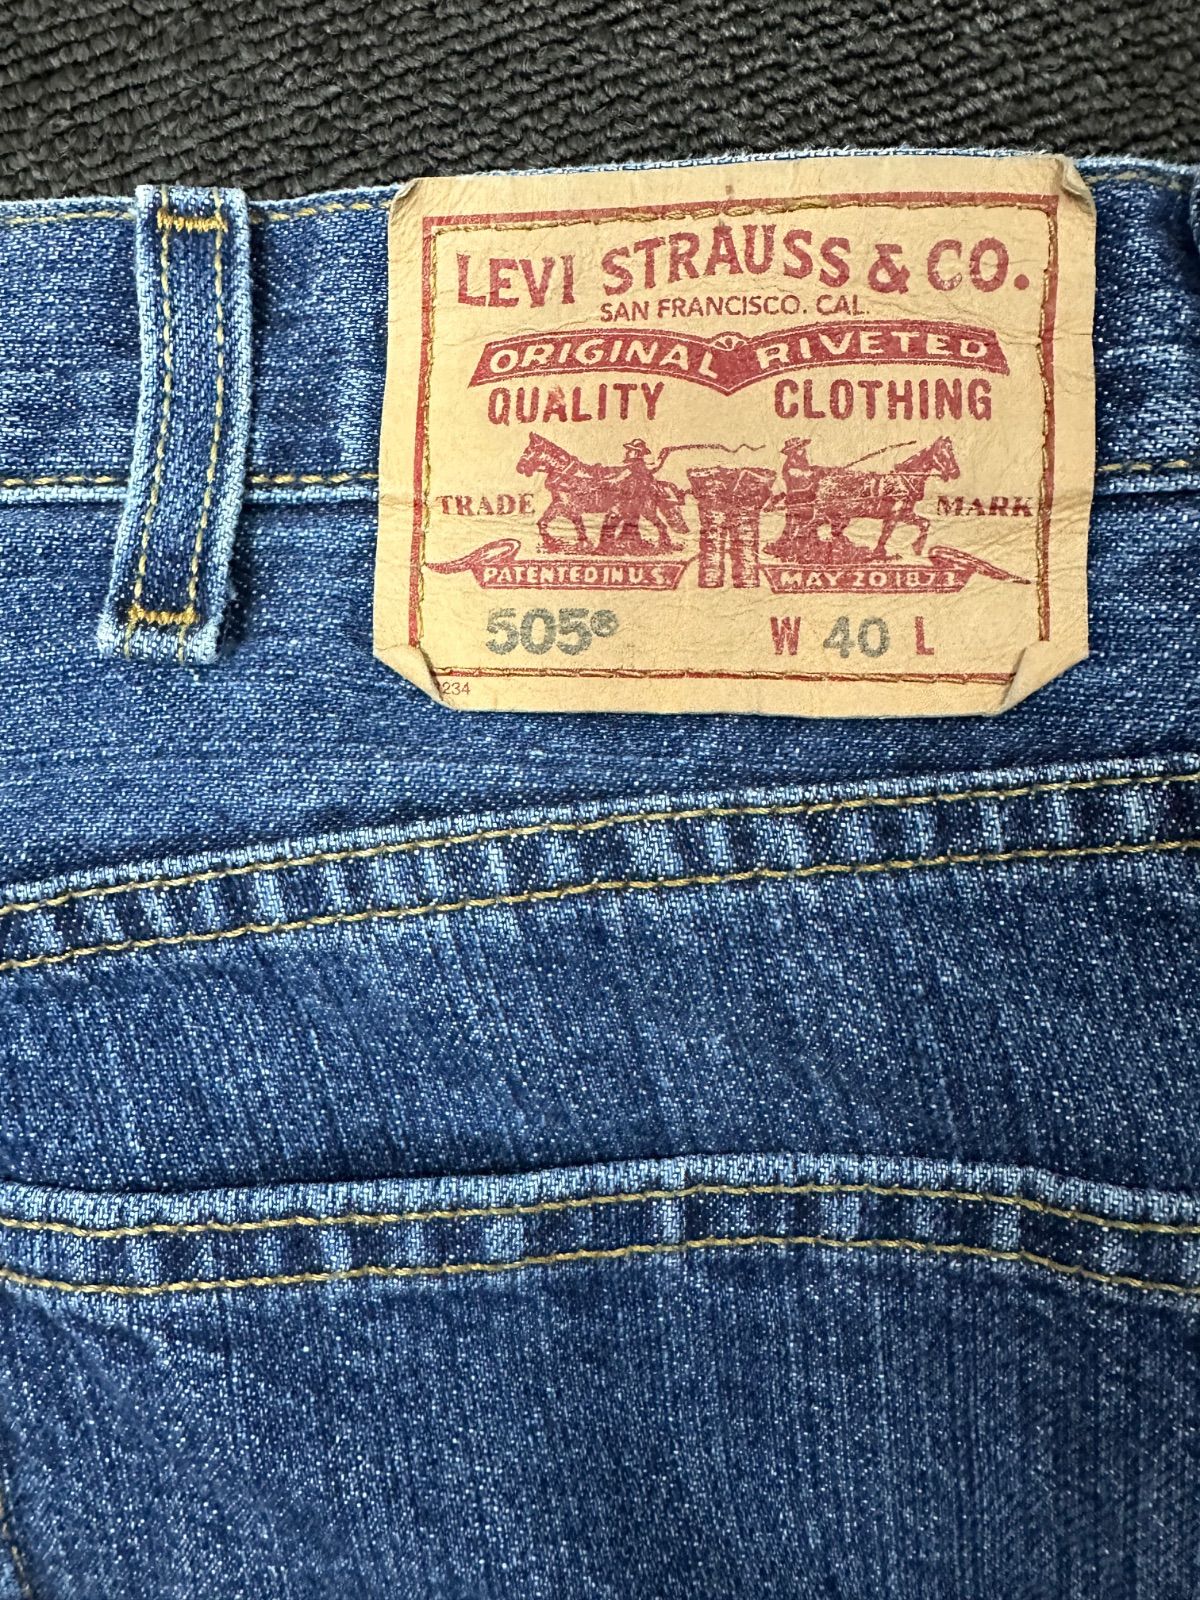 LEVI STRAUSS & CO.
SAN FRANCISCO. CAL.
ORIGINAL RIVETED
QUALITY CLOTHING
TRADE MARK
PATENTED IN U.S. MAY 20 1873
505® W 40 L
234